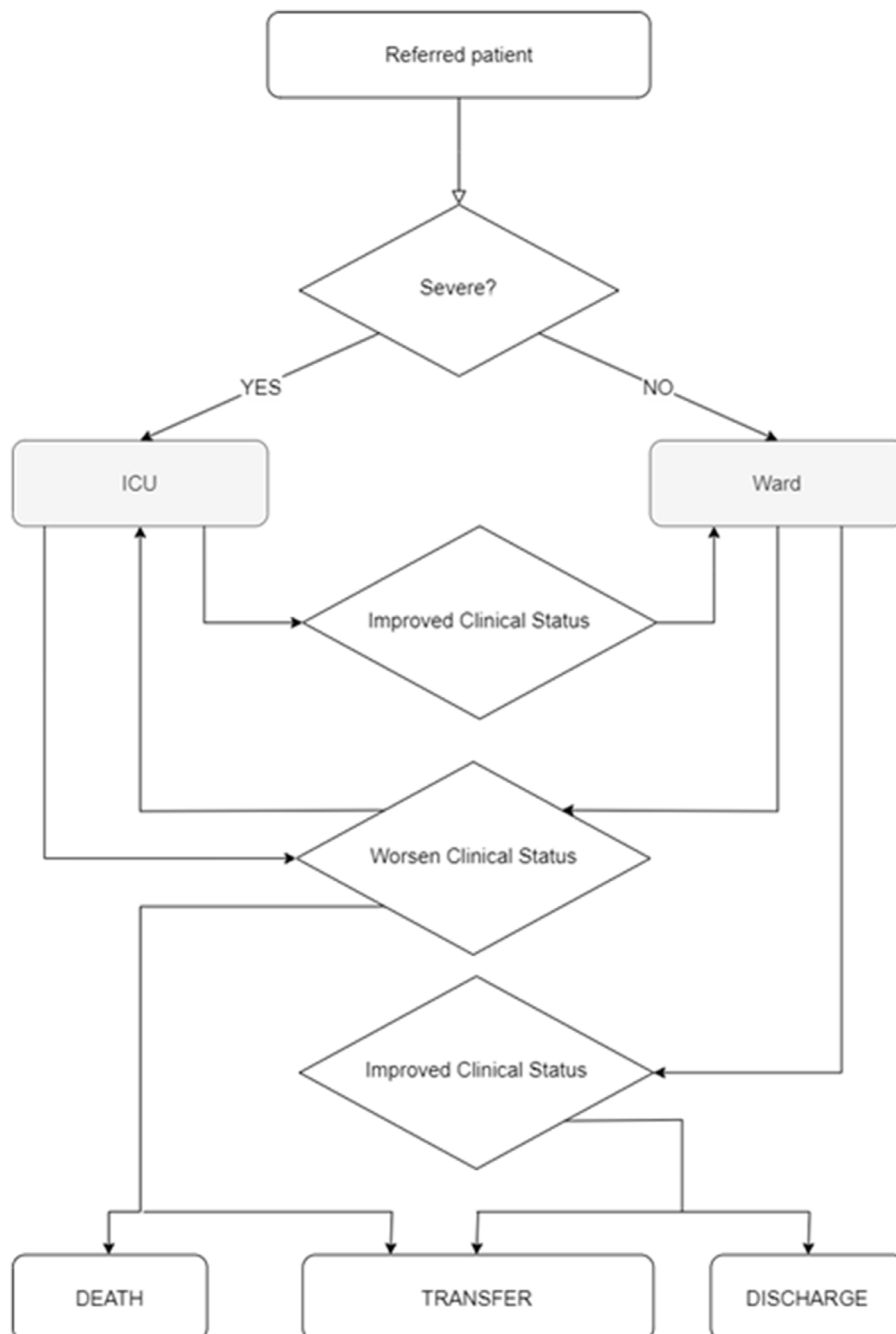 Referred patient
Severe?
YES
NO
ICU
Ward
Improved Clinical Status
Worsen Clinical Status
Improved Clinical Status
DEATH
TRANSFER
DISCHARGE